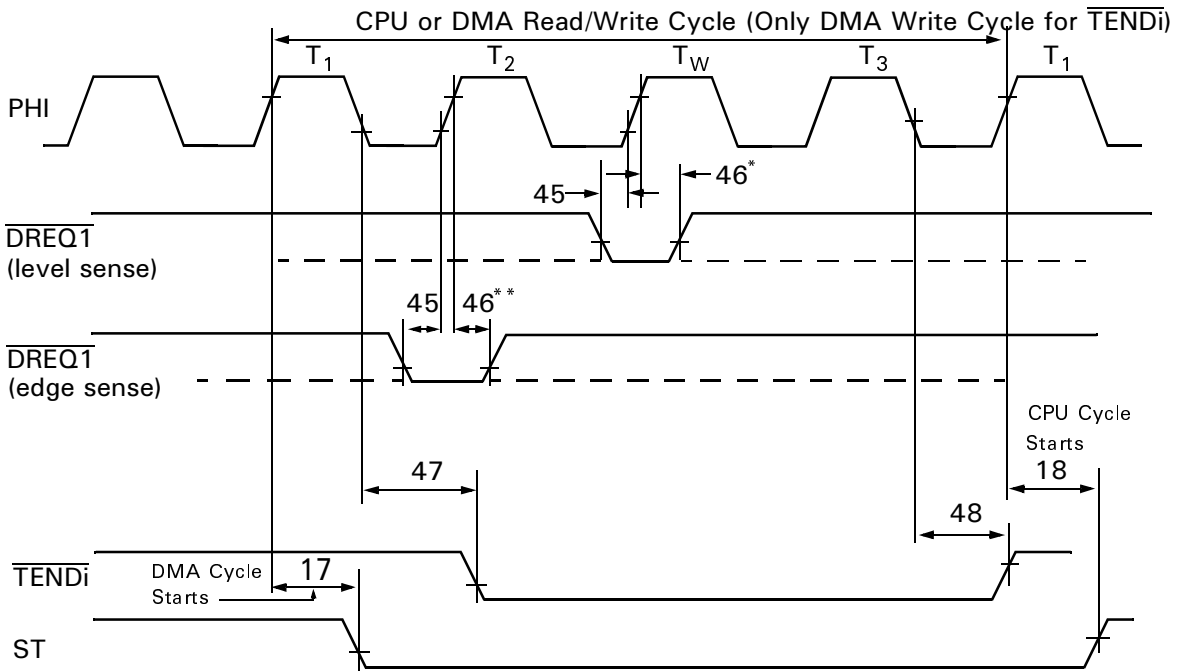 CPU or DMA Read/Write Cycle (Only DMA Write Cycle for TENDi)
T1 T2 TW T3 T1
PHI
45 46*
DREQ1
(level sense)
45 46**
DREQ1
(edge sense)
CPU Cycle
Starts
47 18
48
TENDi
DMA Cycle
Starts
17
ST